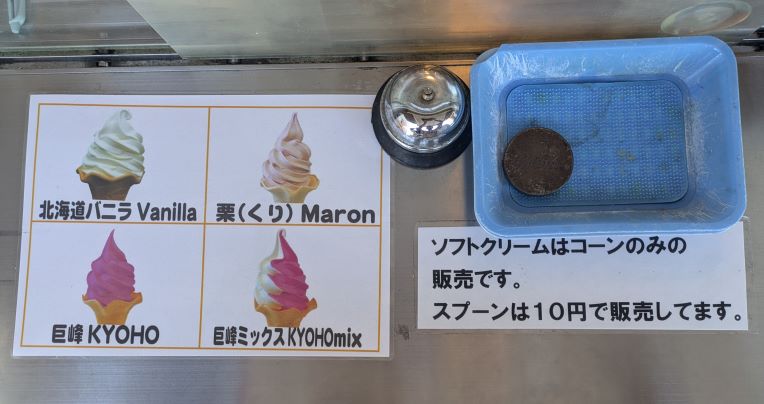 北海道バニラ Vanilla
栗(くり) Maron
巨峰 KYOHO
巨峰ミックス KYOHOmix
ソフトクリームはコーンのみの
販売です。
スプーンは10円で販売してます。